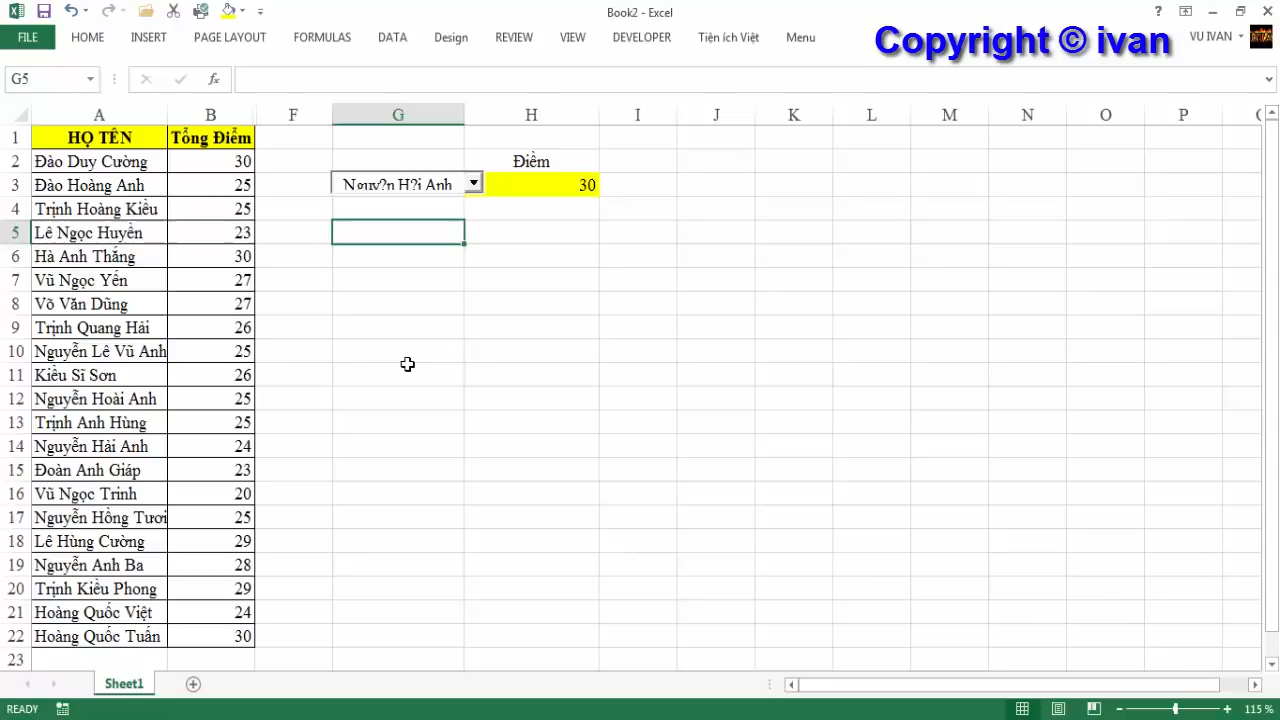 Book2 - Excel
?
FILE HOME INSERT PAGE LAYOUT FORMULAS DATA Design REVIEW VIEW DEVELOPER Tiện ích Việt Menu VU IVAN
Copyright © ivan
G5 fx
A B F G H I J K L M N O P
1 HỌ TÊN Tổng Điểm
2 Đào Duy Cường 30 Điểm
3 Đào Hoàng Anh 25 Nguy?n H?i Anh 30
4 Trịnh Hoàng Kiều 25
5 Lê Ngọc Huyền 23
6 Hà Anh Thắng 30
7 Vũ Ngọc Yến 27
8 Võ Văn Dũng 27
9 Trịnh Quang Hải 26
10 Nguyễn Lê Vũ Anh 25
11 Kiều Sĩ Sơn 26
12 Nguyễn Hoài Anh 25
13 Trịnh Anh Hùng 25
14 Nguyễn Hải Anh 24
15 Đoàn Anh Giáp 23
16 Vũ Ngọc Trinh 20
17 Nguyễn Hồng Tươi 25
18 Lê Hùng Cường 29
19 Nguyễn Anh Ba 28
20 Trịnh Kiều Phong 29
21 Hoàng Quốc Việt 24
22 Hoàng Quốc Tuấn 30
23
Sheet1
READY 115 %